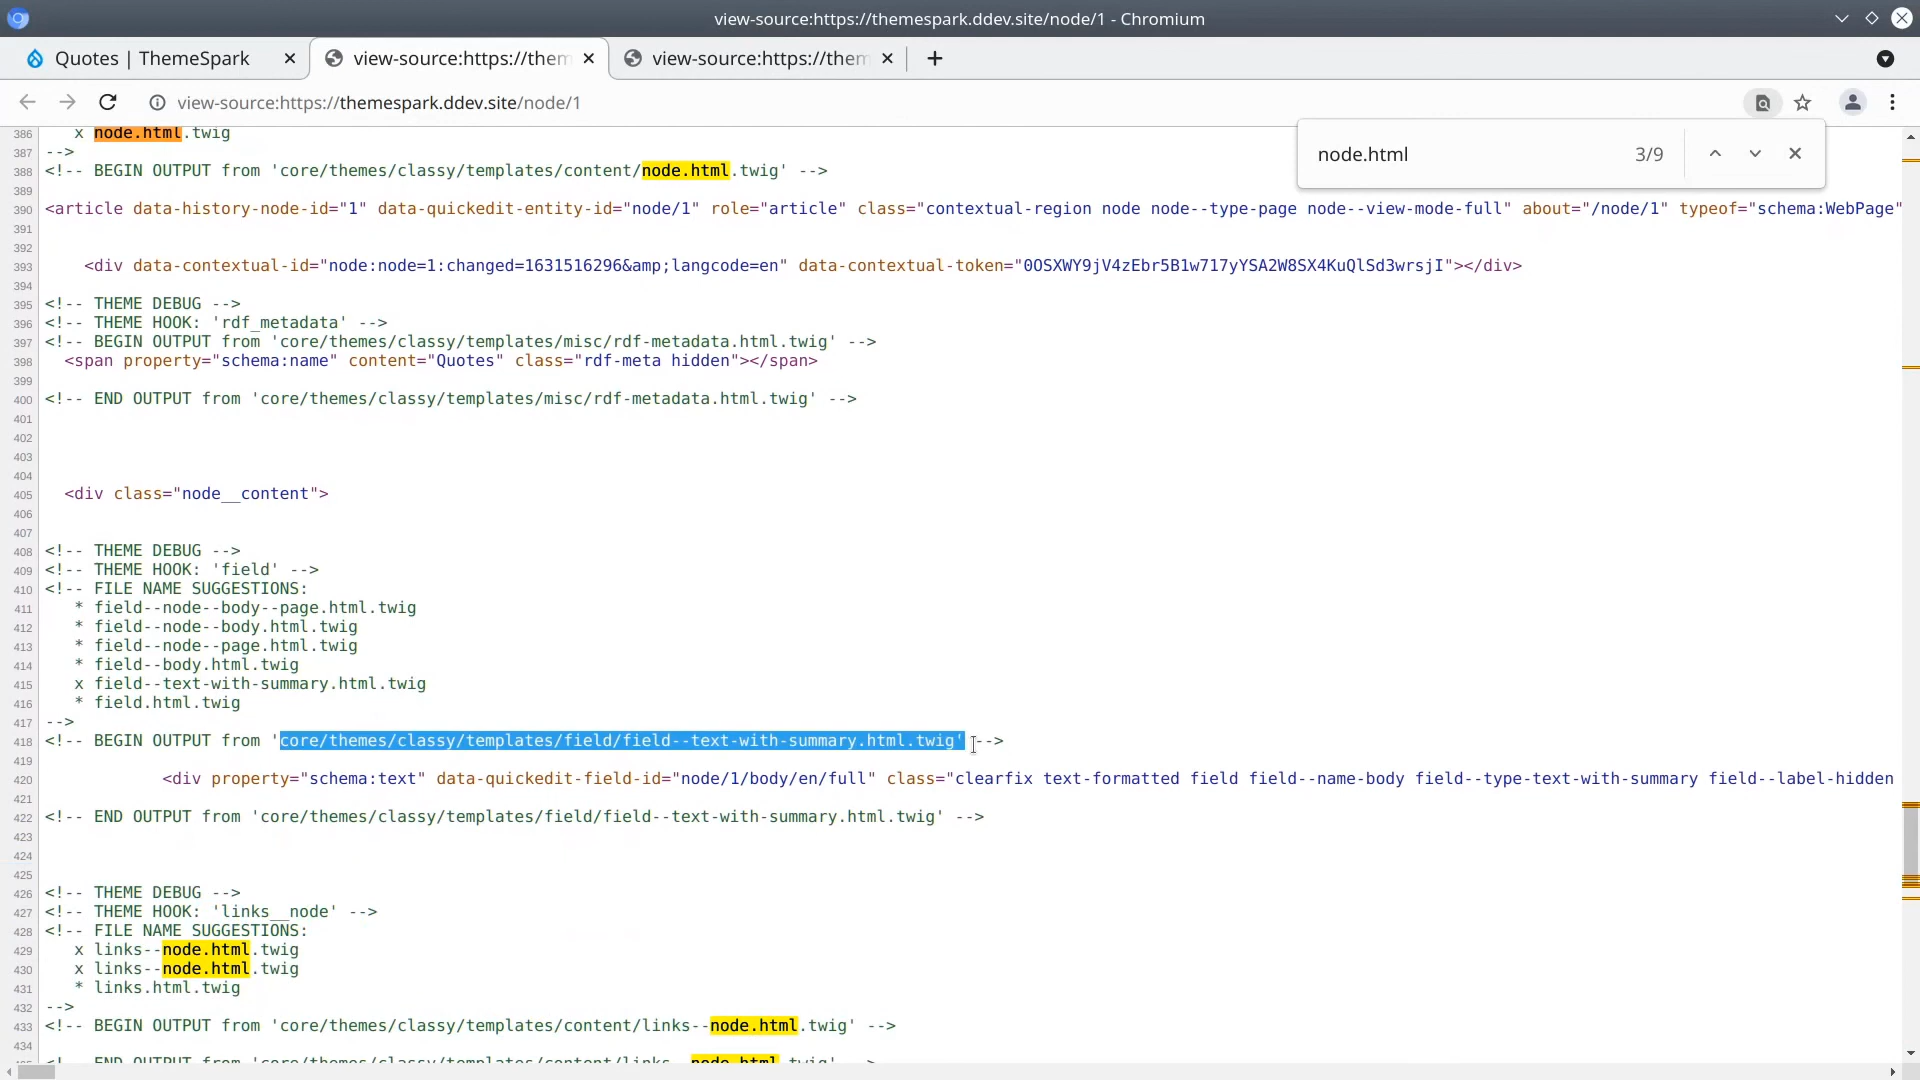 view-source:https://themespark.ddev.site/node/1 - Chromium
Quotes | ThemeSpark
view-source:https://them
view-source:https://them
view-source:https://themespark.ddev.site/node/1
node.html 3/9
386 x node.html.twig
387 -->
388 <!-- BEGIN OUTPUT from 'core/themes/classy/templates/content/node.html.twig' -->
389
390 <article data-history-node-id="1" data-quickedit-entity-id="node/1" role="article" class="contextual-region node node--type-page node--view-mode-full" about="/node/1" typeof="schema:WebPage"
391
392
393 <div data-contextual-id="node:node=1:changed=1631516296&amp;langcode=en" data-contextual-token="0OSXWY9jV4zEbr5B1w717yYSA2W8SX4KuQlSd3wrsjI"></div>
394
395 <!-- THEME DEBUG -->
396 <!-- THEME HOOK: 'rdf_metadata' -->
397 <!-- BEGIN OUTPUT from 'core/themes/classy/templates/misc/rdf-metadata.html.twig' -->
398 <span property="schema:name" content="Quotes" class="rdf-meta hidden"></span>
399
400 <!-- END OUTPUT from 'core/themes/classy/templates/misc/rdf-metadata.html.twig' -->
401
402
403
404
405 <div class="node__content">
406
407
408 <!-- THEME DEBUG -->
409 <!-- THEME HOOK: 'field' -->
410 <!-- FILE NAME SUGGESTIONS:
411 * field--node--body--page.html.twig
412 * field--node--body.html.twig
413 * field--node--page.html.twig
414 * field--body.html.twig
415 x field--text-with-summary.html.twig
416 * field.html.twig
417 -->
418 <!-- BEGIN OUTPUT from 'core/themes/classy/templates/field/field--text-with-summary.html.twig' -->
419
420 <div property="schema:text" data-quickedit-field-id="node/1/body/en/full" class="clearfix text-formatted field field--name-body field--type-text-with-summary field--label-hidden
421
422 <!-- END OUTPUT from 'core/themes/classy/templates/field/field--text-with-summary.html.twig' -->
423
424
425
426 <!-- THEME DEBUG -->
427 <!-- THEME HOOK: 'links__node' -->
428 <!-- FILE NAME SUGGESTIONS:
429 x links--node.html.twig
430 x links--node.html.twig
431 * links.html.twig
432 -->
433 <!-- BEGIN OUTPUT from 'core/themes/classy/templates/content/links--node.html.twig' -->
434
<!-- END OUTPUT from 'core/themes/classy/templates/content/links--node.html.twig' -->